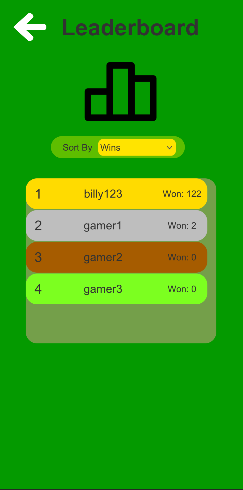 Leaderboard
Sort By Wins
1 billy123 Won: 122
2 gamer1 Won: 2
3 gamer2 Won: 0
4 gamer3 Won: 0